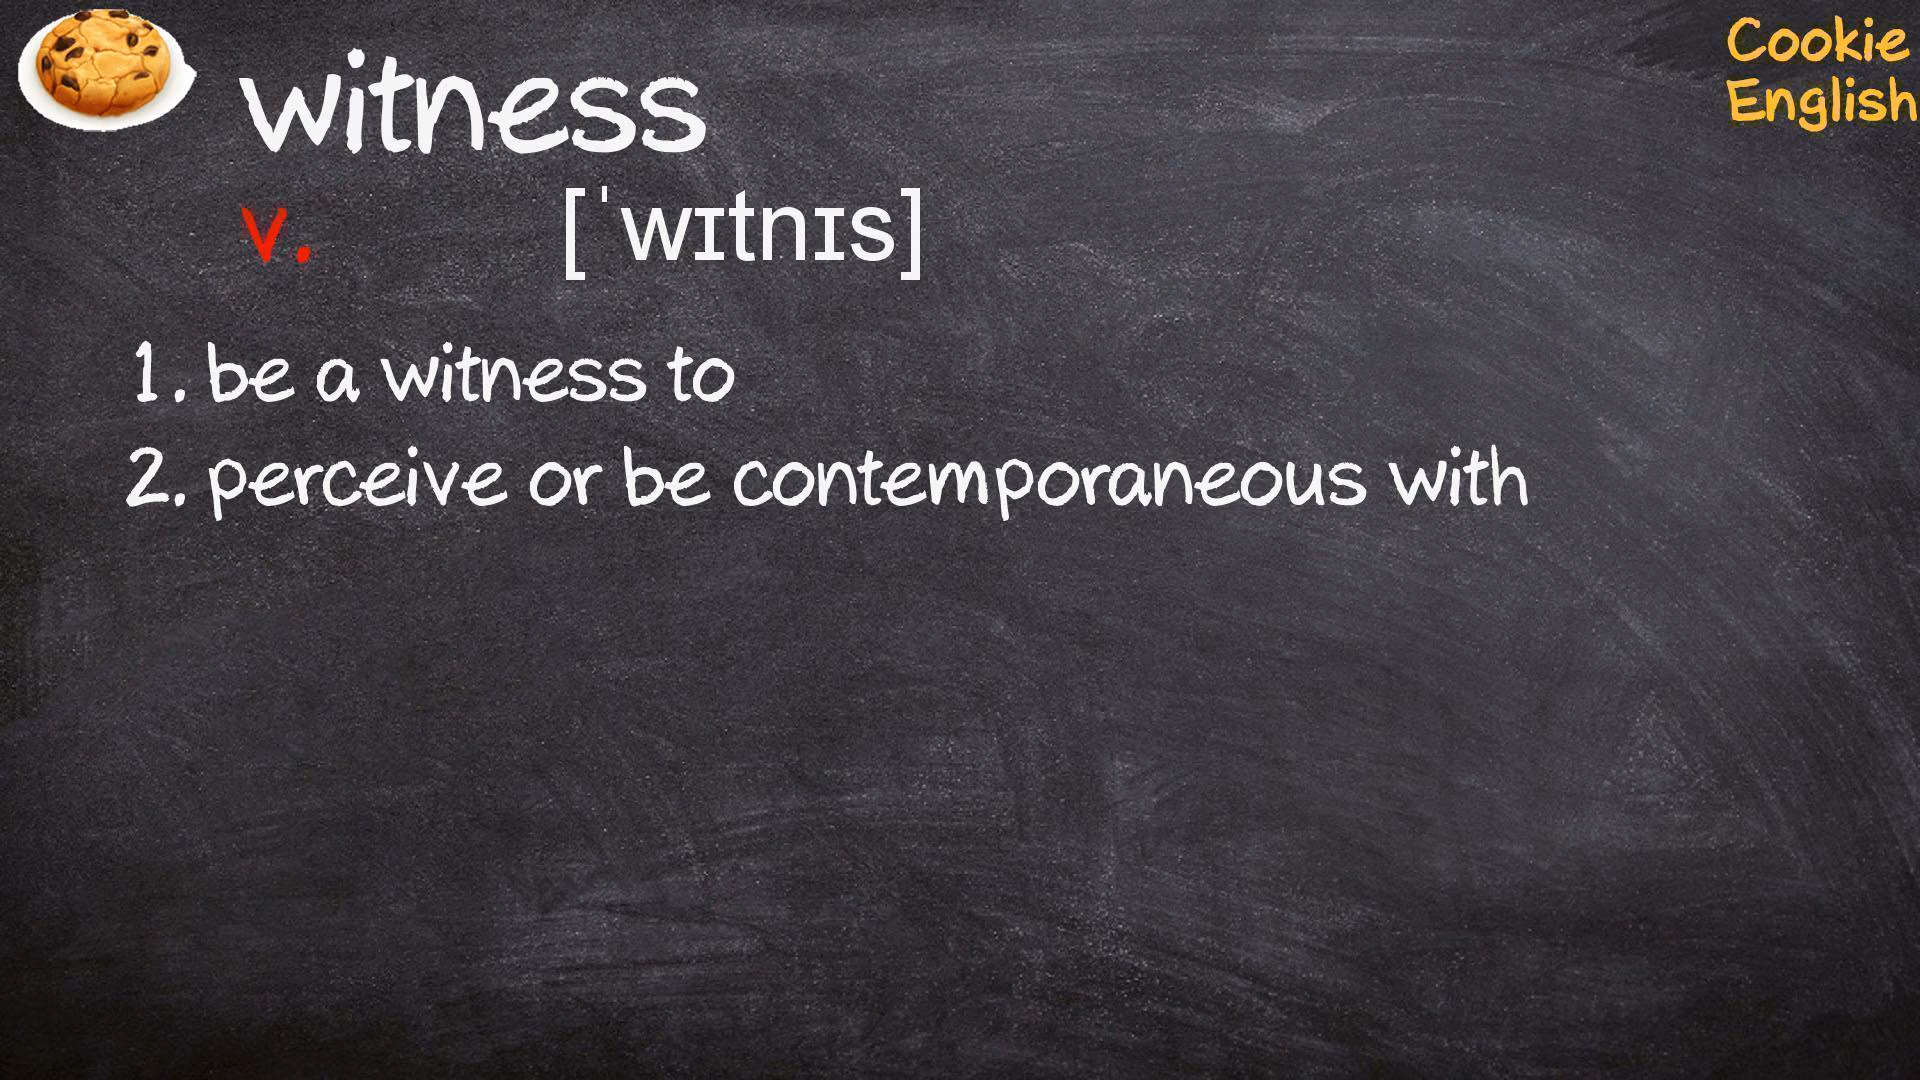 witness
Cookie
English
v. [ˈwɪtnɪs]
1. be a witness to
2. perceive or be contemporaneous with